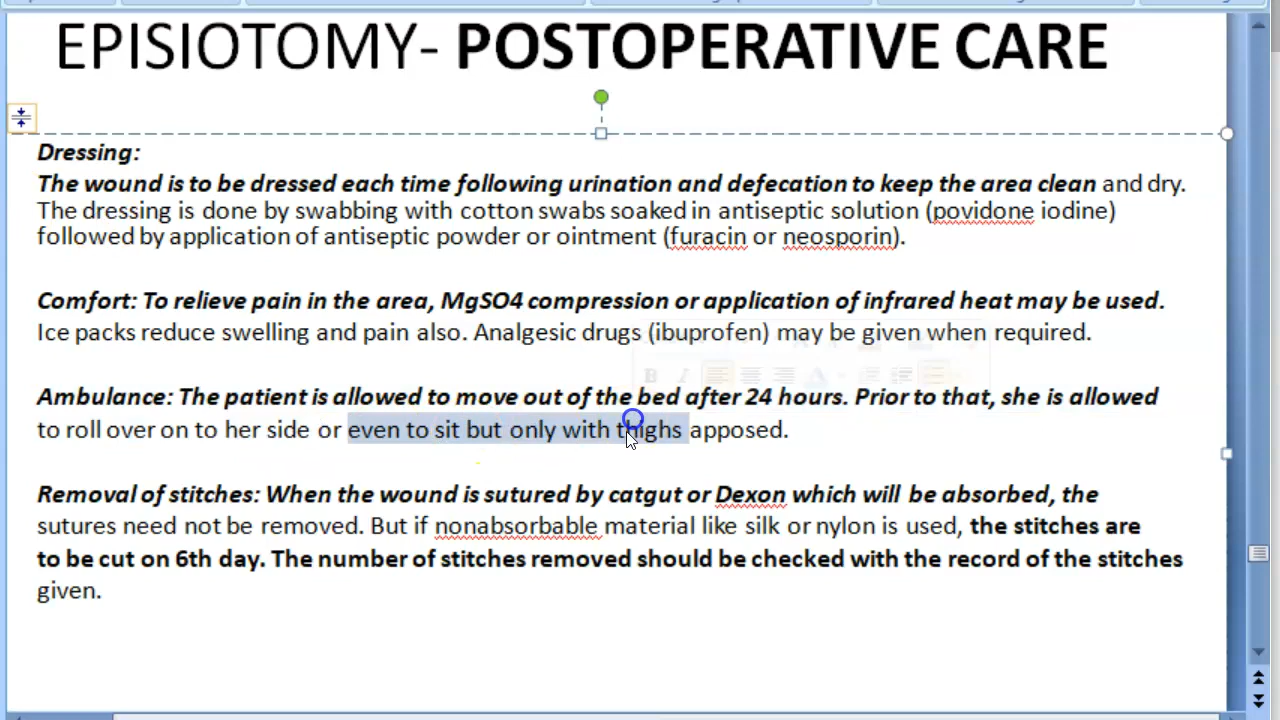 EPISIOTOMY- POSTOPERATIVE CARE
Dressing:
The wound is to be dressed each time following urination and defecation to keep the area clean and dry.
The dressing is done by swabbing with cotton swabs soaked in antiseptic solution (povidone iodine)
followed by application of antiseptic powder or ointment (furacin or neosporin).
Comfort: To relieve pain in the area, MgSO4 compression or application of infrared heat may be used.
Ice packs reduce swelling and pain also. Analgesic drugs (ibuprofen) may be given when required.
Ambulance: The patient is allowed to move out of the bed after 24 hours. Prior to that, she is allowed
to roll over on to her side or even to sit but only with thighs apposed.
Removal of stitches: When the wound is sutured by catgut or Dexon which will be absorbed, the
sutures need not be removed. But if nonabsorbable material like silk or nylon is used, the stitches are
to be cut on 6th day. The number of stitches removed should be checked with the record of the stitches
given.